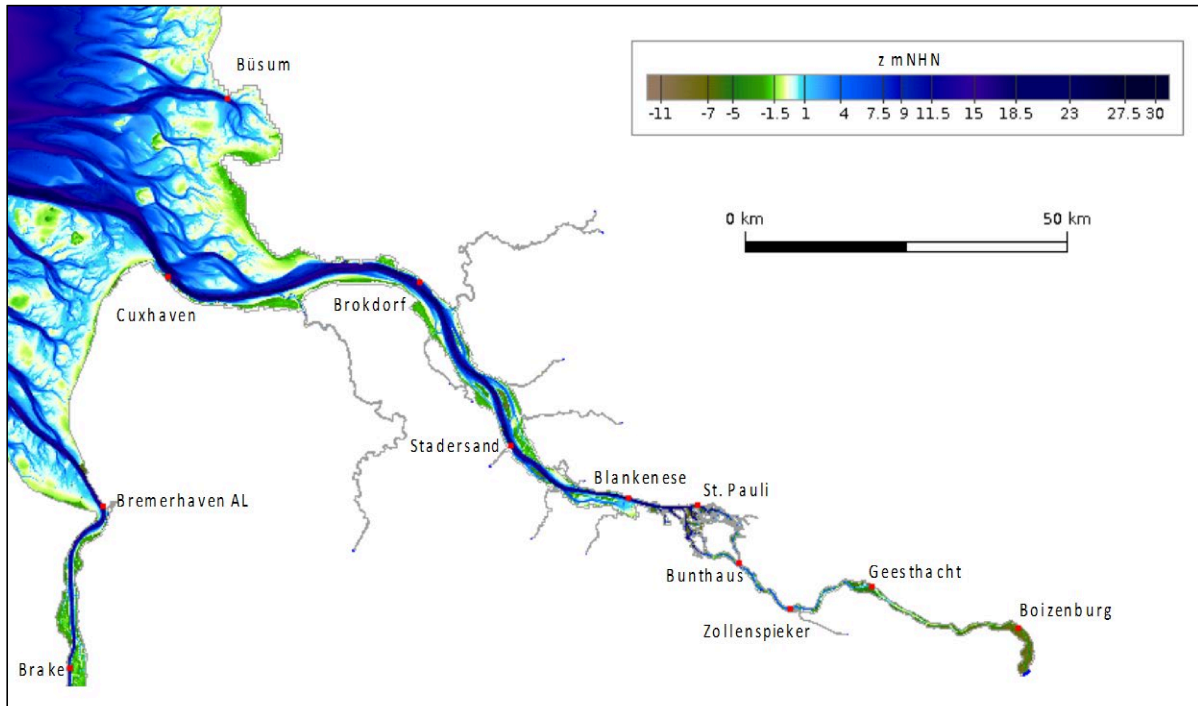 Büsum
z mNHN
-11 -7 -5 -1.5 1 4 7.5 9 11.5 15 18.5 23 27.5 30
0 km 50 km
Cuxhaven
Brokdorf
Stadersand
Blankenese
St. Pauli
Bremerhaven AL
Bunthaus
Geesthacht
Zollenspieker
Boizenburg
Brake